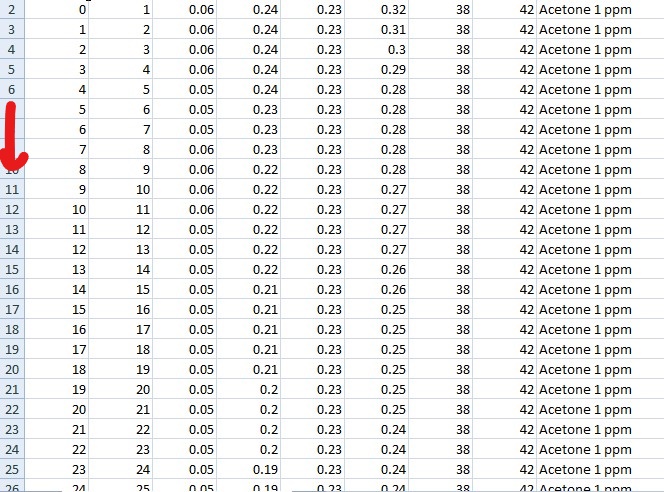 2 0 1 0.06 0.24 0.23 0.32 38 42 Acetone 1 ppm
3 1 2 0.06 0.24 0.23 0.31 38 42 Acetone 1 ppm
4 2 3 0.06 0.24 0.23 0.3 38 42 Acetone 1 ppm
5 3 4 0.06 0.24 0.23 0.29 38 42 Acetone 1 ppm
6 4 5 0.05 0.24 0.23 0.28 38 42 Acetone 1 ppm
5 6 0.05 0.23 0.23 0.28 38 42 Acetone 1 ppm
6 7 0.05 0.23 0.23 0.28 38 42 Acetone 1 ppm
7 8 0.06 0.23 0.23 0.28 38 42 Acetone 1 ppm
10 8 9 0.06 0.22 0.23 0.28 38 42 Acetone 1 ppm
11 9 10 0.06 0.22 0.23 0.27 38 42 Acetone 1 ppm
12 10 11 0.06 0.22 0.23 0.27 38 42 Acetone 1 ppm
13 11 12 0.05 0.22 0.23 0.27 38 42 Acetone 1 ppm
14 12 13 0.05 0.22 0.23 0.27 38 42 Acetone 1 ppm
15 13 14 0.05 0.22 0.23 0.26 38 42 Acetone 1 ppm
16 14 15 0.05 0.21 0.23 0.26 38 42 Acetone 1 ppm
17 15 16 0.05 0.21 0.23 0.25 38 42 Acetone 1 ppm
18 16 17 0.05 0.21 0.23 0.25 38 42 Acetone 1 ppm
19 17 18 0.05 0.21 0.23 0.25 38 42 Acetone 1 ppm
20 18 19 0.05 0.21 0.23 0.25 38 42 Acetone 1 ppm
21 19 20 0.05 0.2 0.23 0.25 38 42 Acetone 1 ppm
22 20 21 0.05 0.2 0.23 0.25 38 42 Acetone 1 ppm
23 21 22 0.05 0.2 0.23 0.24 38 42 Acetone 1 ppm
24 22 23 0.05 0.2 0.23 0.24 38 42 Acetone 1 ppm
25 23 24 0.05 0.19 0.23 0.24 38 42 Acetone 1 ppm
26 24 25 0.05 0.19 0.23 0.24 38 42 Acetone 1 ppm